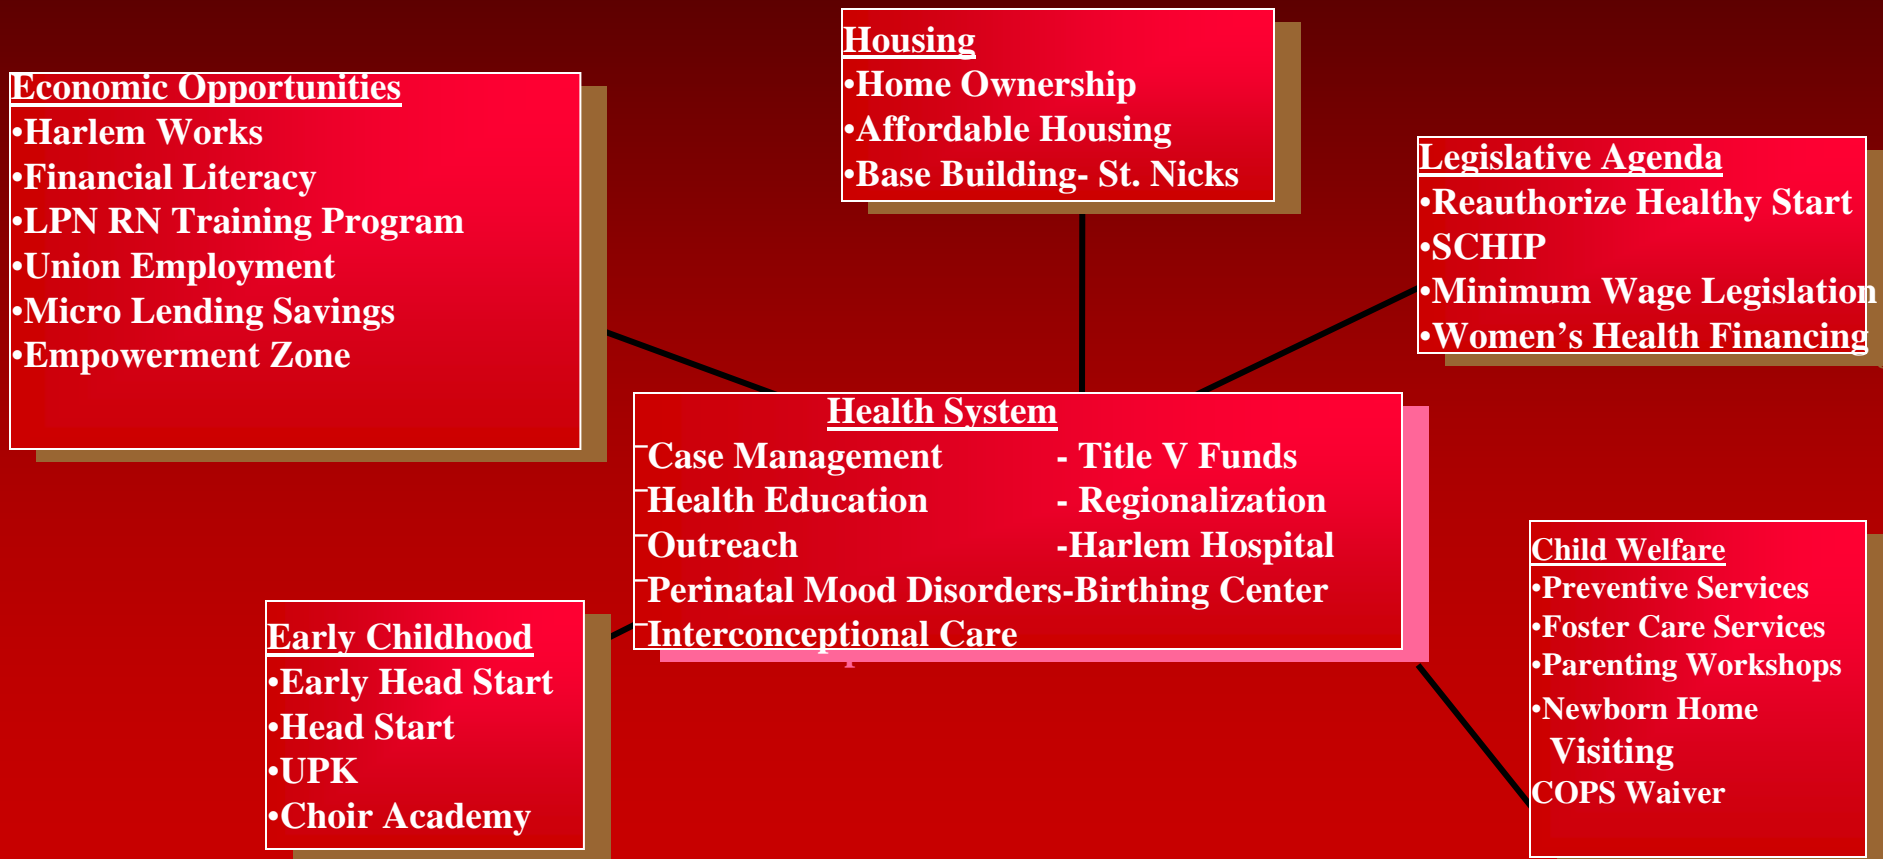 Housing
•Home Ownership
•Affordable Housing
•Base Building- St. Nicks
Economic Opportunities
•Harlem Works
•Financial Literacy
•LPN RN Training Program
•Union Employment
•Micro Lending Savings
•Empowerment Zone
Legislative Agenda
•Reauthorize Healthy Start
•SCHIP
•Minimum Wage Legislation
•Women’s Health Financing
Health System
-Case Management - Title V Funds
-Health Education - Regionalization
-Outreach -Harlem Hospital
-Perinatal Mood Disorders-Birthing Center
-Interconceptional Care
Early Childhood
•Early Head Start
•Head Start
•UPK
•Choir Academy
Child Welfare
•Preventive Services
•Foster Care Services
•Parenting Workshops
•Newborn Home
Visiting
COPS Waiver